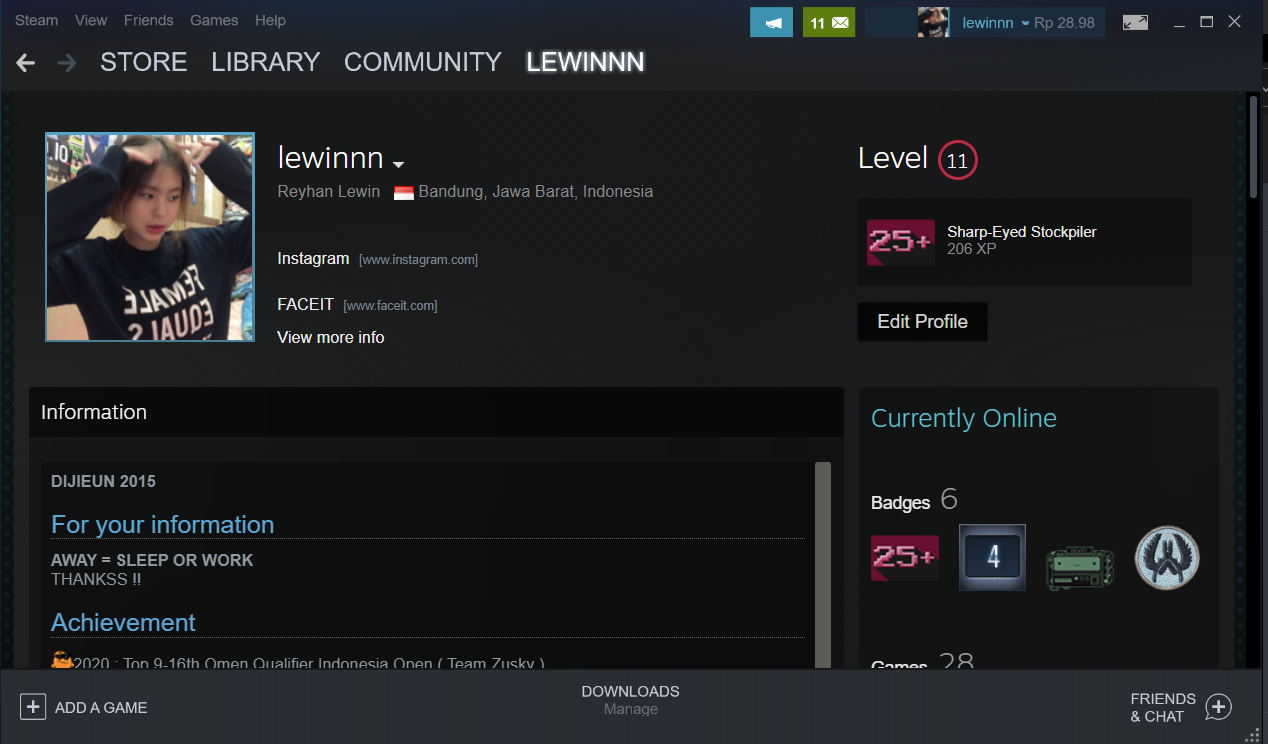 Steam View Friends Games Help
11
lewinnn Rp 28.98
STORE LIBRARY COMMUNITY LEWINNN
.10
FEMALE
EQUALS
lewinnn
Reyhan Lewin Bandung, Jawa Barat, Indonesia
Instagram [www.instagram.com]
FACEIT [www.faceit.com]
View more info
Level 11
25+ Sharp-Eyed Stockpiler
206 XP
Edit Profile
Information
DIJIEUN 2015
For your information
AWAY = SLEEP OR WORK
THANKSS !!
Achievement
2020 : Top 9-16th Omen Qualifier Indonesia Open ( Team Zusky )
Currently Online
Badges 6
25+ 4
Games 28
ADD A GAME
DOWNLOADS
Manage
FRIENDS
& CHAT